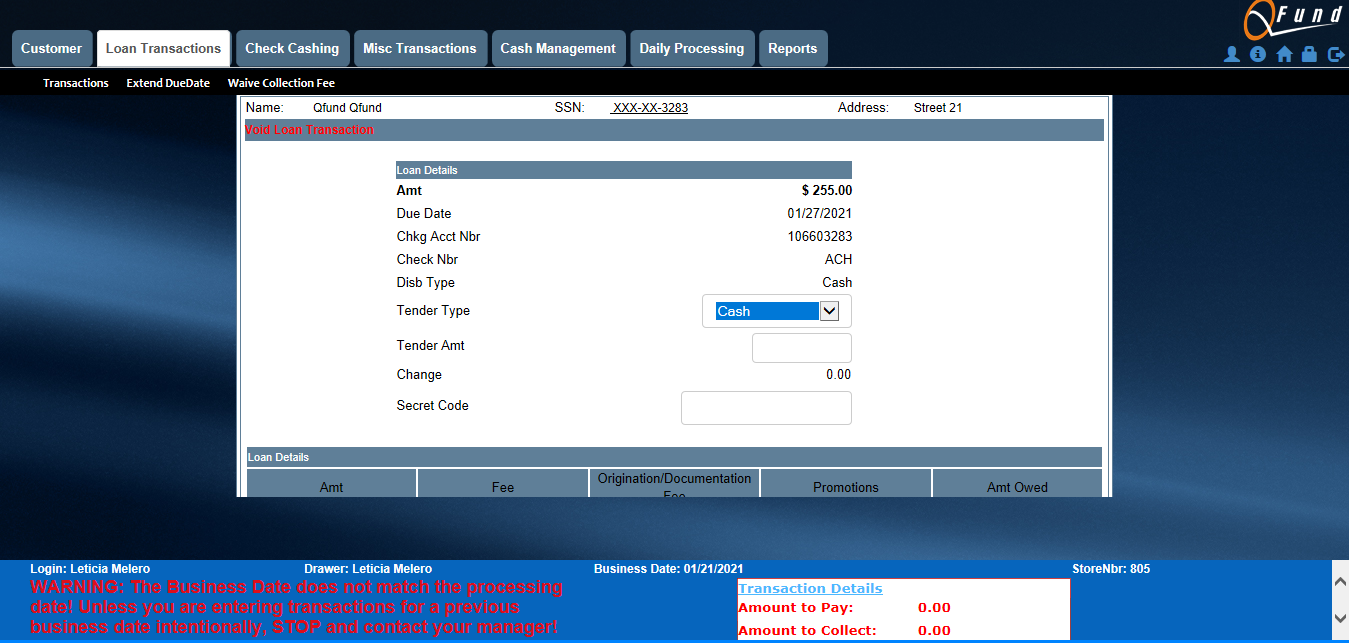 QFund
Customer Loan Transactions Check Cashing Misc Transactions Cash Management Daily Processing Reports
Transactions Extend DueDate Waive Collection Fee
Name: Qfund Qfund SSN: XXX-XX-3283 Address: Street 21
Void Loan Transaction
Loan Details
Amt $ 255.00
Due Date 01/27/2021
Chkg Acct Nbr 106603283
Check Nbr ACH
Disb Type Cash
Tender Type Cash
Tender Amt
Change 0.00
Secret Code
Loan Details
Amt Fee Origination/Documentation Fee Promotions Amt Owed
Login: Leticia Melero Drawer: Leticia Melero Business Date: 01/21/2021 StoreNbr: 805
WARNING: The Business Date does not match the processing
date! Unless you are entering transactions for a previous
business date intentionally, STOP and contact your manager!
Transaction Details
Amount to Pay: 0.00
Amount to Collect: 0.00